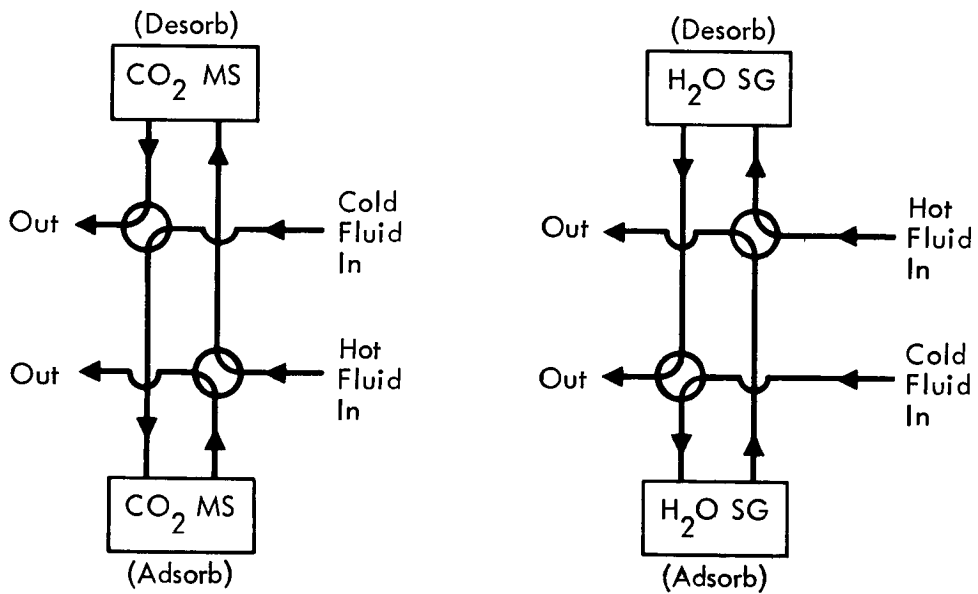 (Desorb)
CO2 MS
Out
Cold
Fluid
In
Out
Hot
Fluid
In
CO2 MS
(Adsorb)
(Desorb)
H2O SG
Out
Hot
Fluid
In
Out
Cold
Fluid
In
H2O SG
(Adsorb)